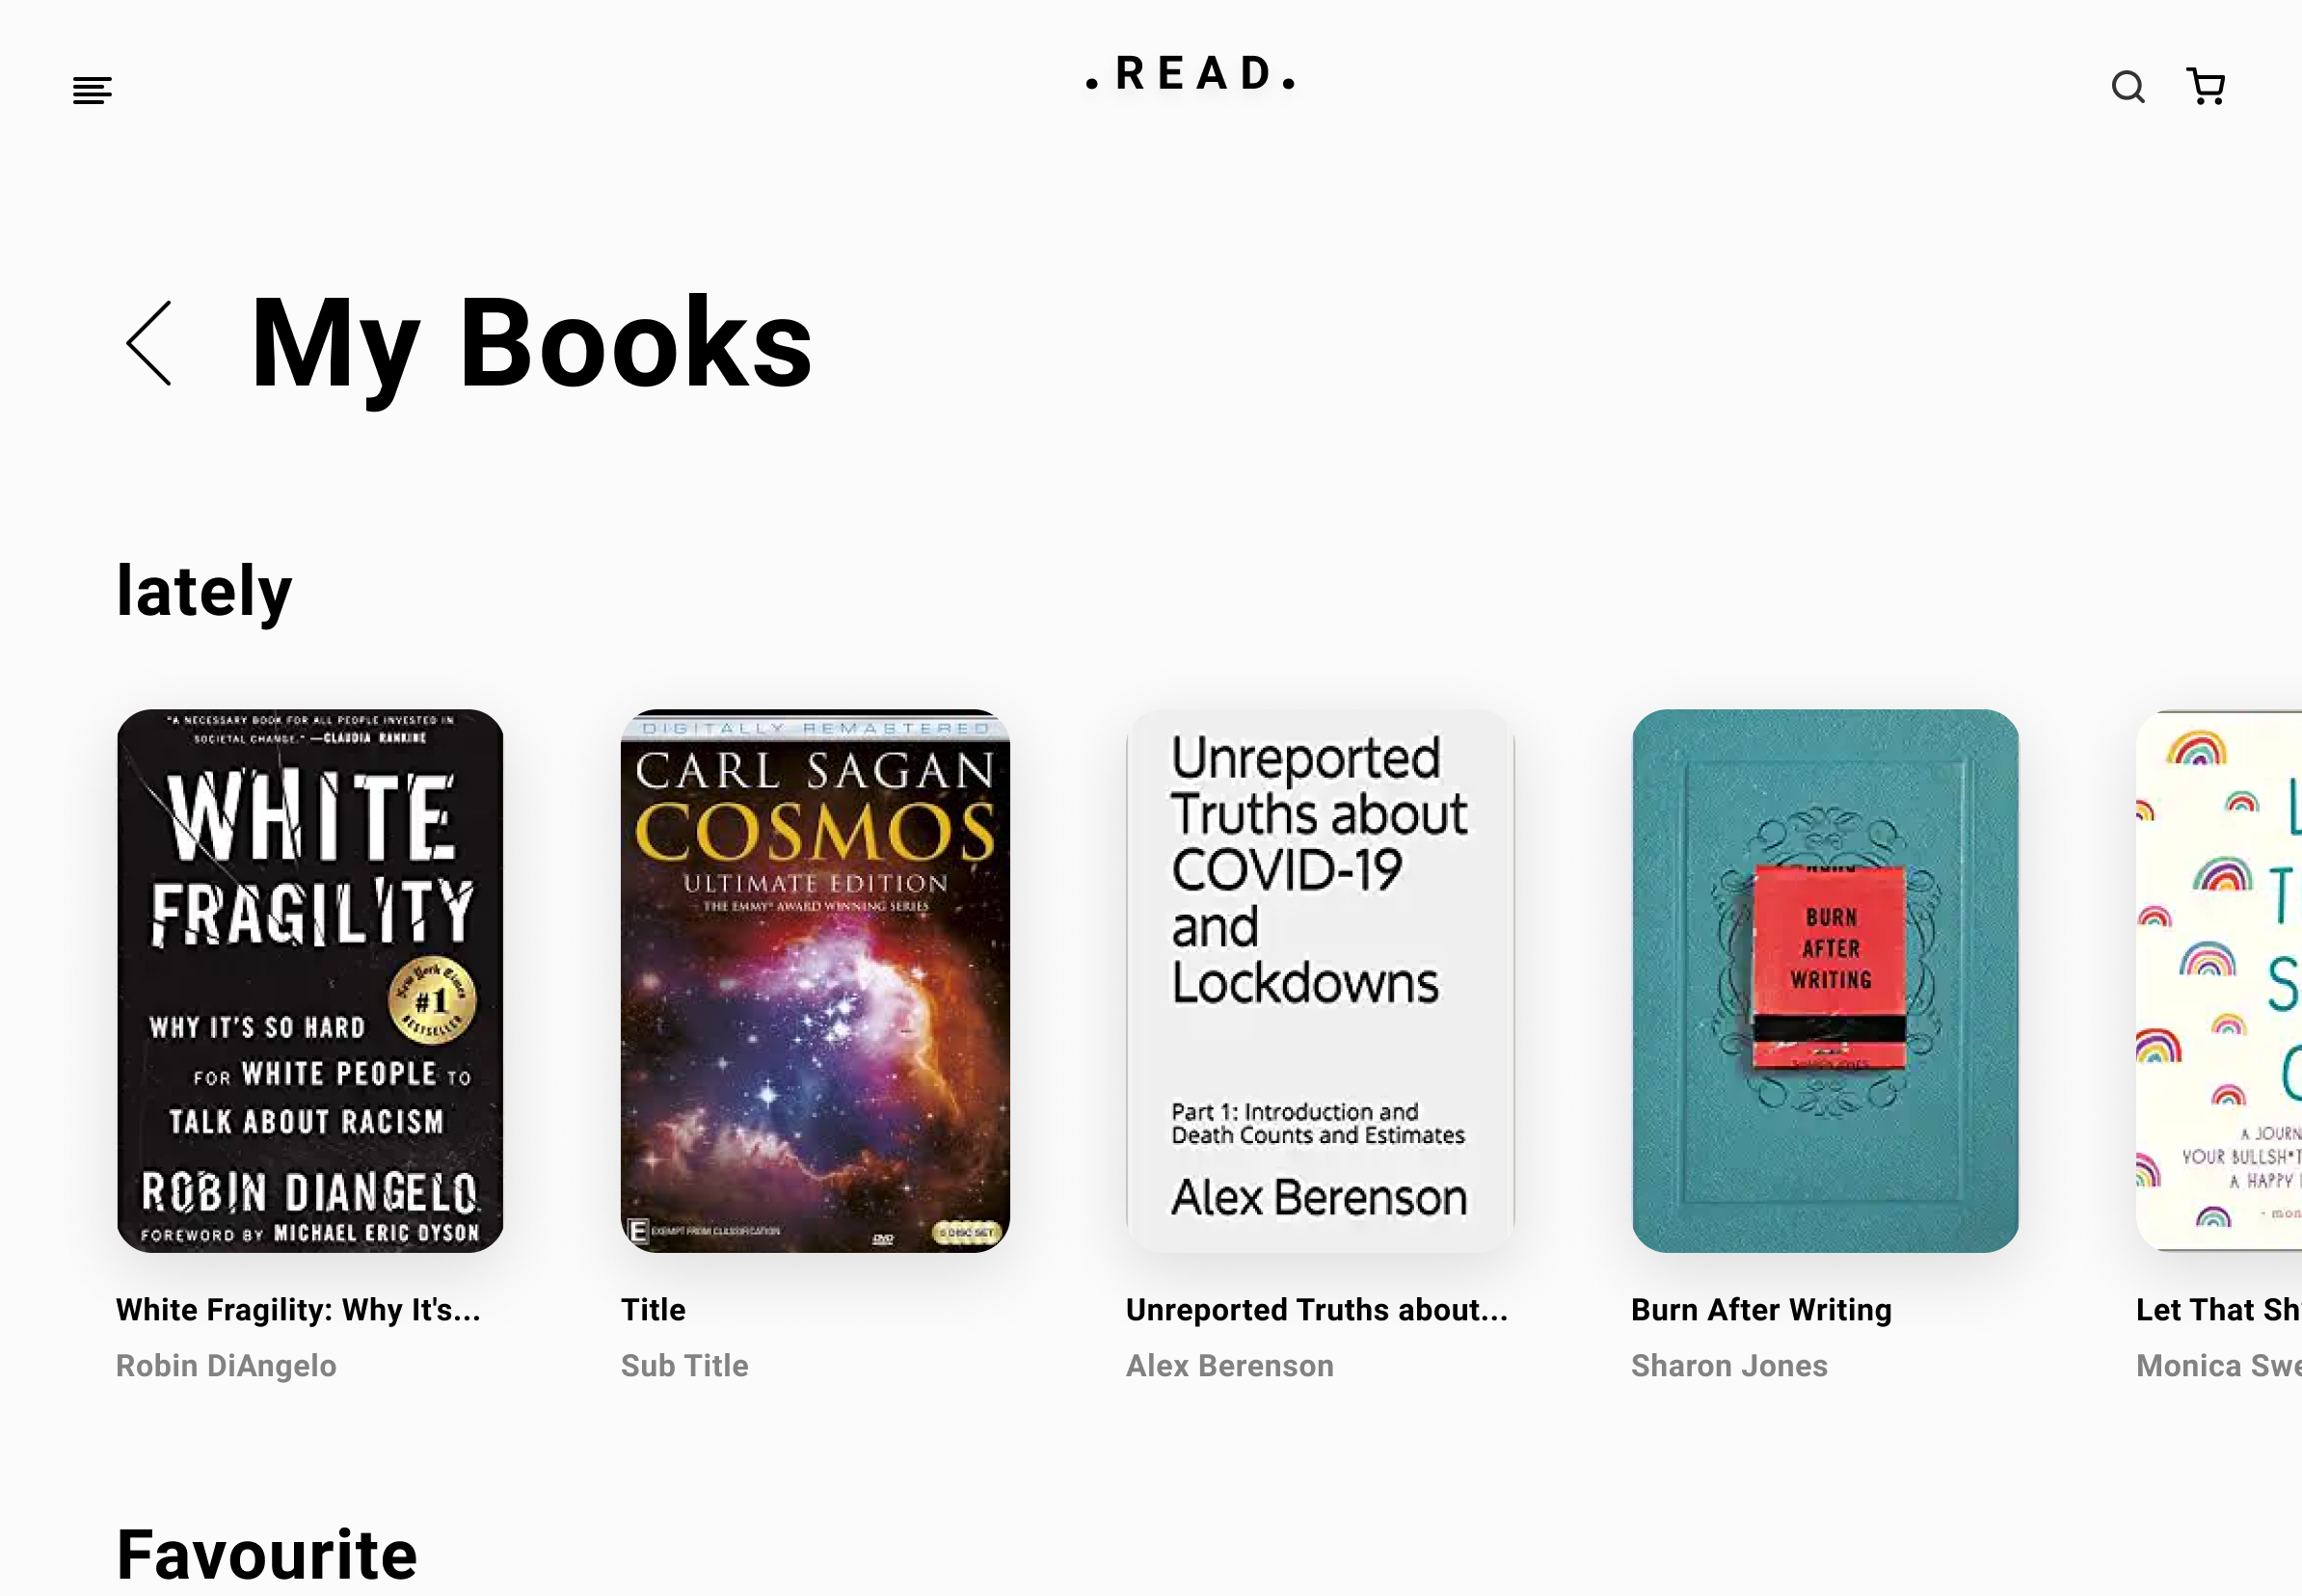 .READ.
My Books
lately
"A NECESSARY BOOK FOR ALL PEOPLE INVESTED IN
SOCIETAL CHANGE." —CLAUDIA RANKINE
WHITE
FRAGILITY
New York Times
#1
BESTSELLER
WHY IT'S SO HARD
FOR WHITE PEOPLE TO
TALK ABOUT RACISM
ROBIN DIANGELO
FOREWORD BY MICHAEL ERIC DYSON
White Fragility: Why It's...
Robin DiAngelo
DIGITALLY REMASTERED
CARL SAGAN
COSMOS
ULTIMATE EDITION
THE EMMY® AWARD WINNING SERIES
E EXEMPT FROM CLASSIFICATION
DVD
5 DISC SET
Title
Sub Title
Unreported
Truths about
COVID-19
and
Lockdowns
Part 1: Introduction and
Death Counts and Estimates
Alex Berenson
Unreported Truths about...
Alex Berenson
BURN
AFTER
WRITING
Burn After Writing
Sharon Jones
L
T
S
A JOURN
YOUR BULLSH*T
A HAPPY
- mon
Let That Sh
Monica Swe
Favourite